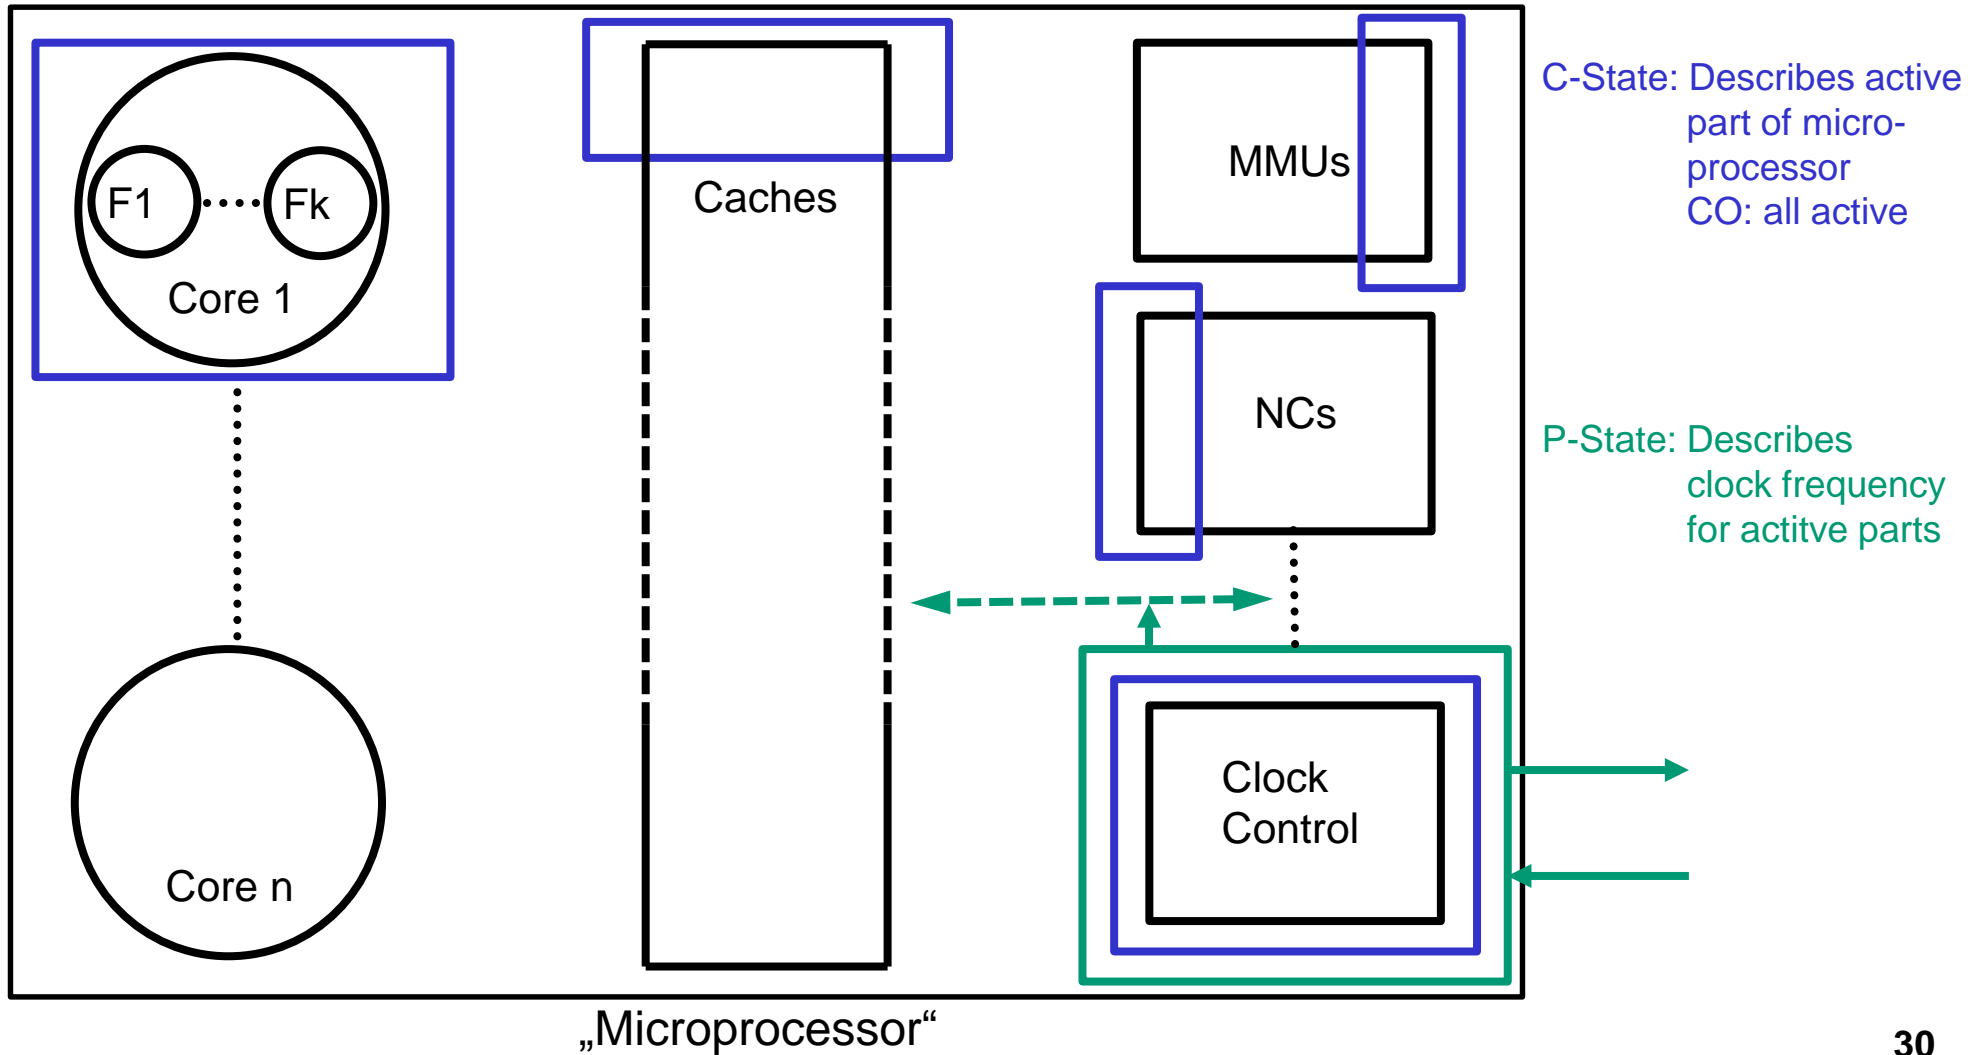 F1
Fk
Core 1
Core n
Caches
MMUs
NCs
Clock
Control
C-State: Describes active
part of micro-
processor
CO: all active
P-State: Describes
clock frequency
for actitve parts
„Microprocessor“
30